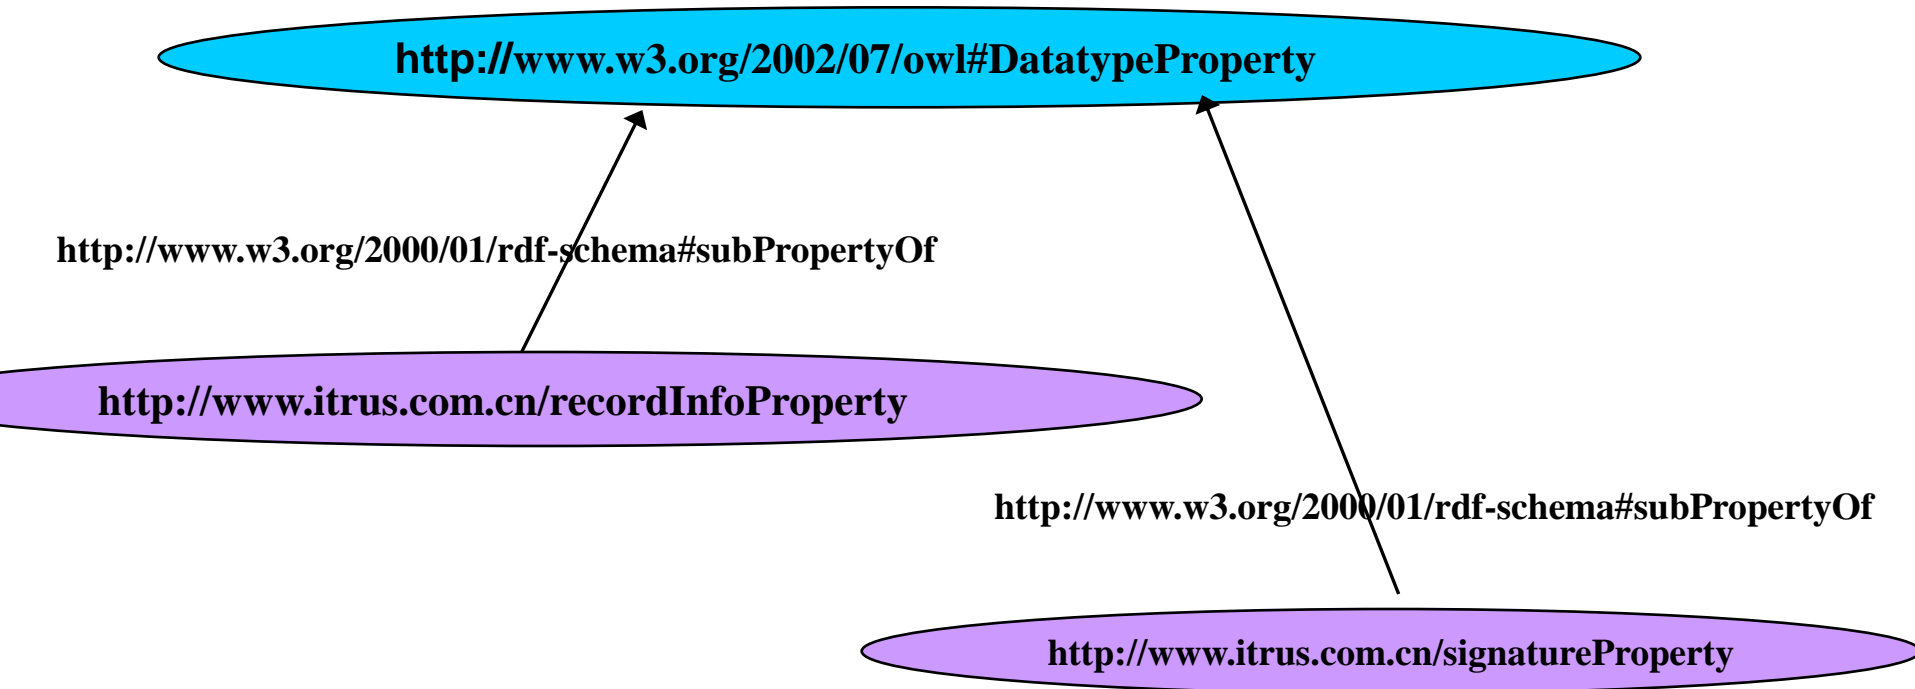 http://www.w3.org/2002/07/owl#DatatypeProperty
http://www.w3.org/2000/01/rdf-schema#subPropertyOf
http://www.itrus.com.cn/recordInfoProperty
http://www.w3.org/2000/01/rdf-schema#subPropertyOf
http://www.itrus.com.cn/signatureProperty